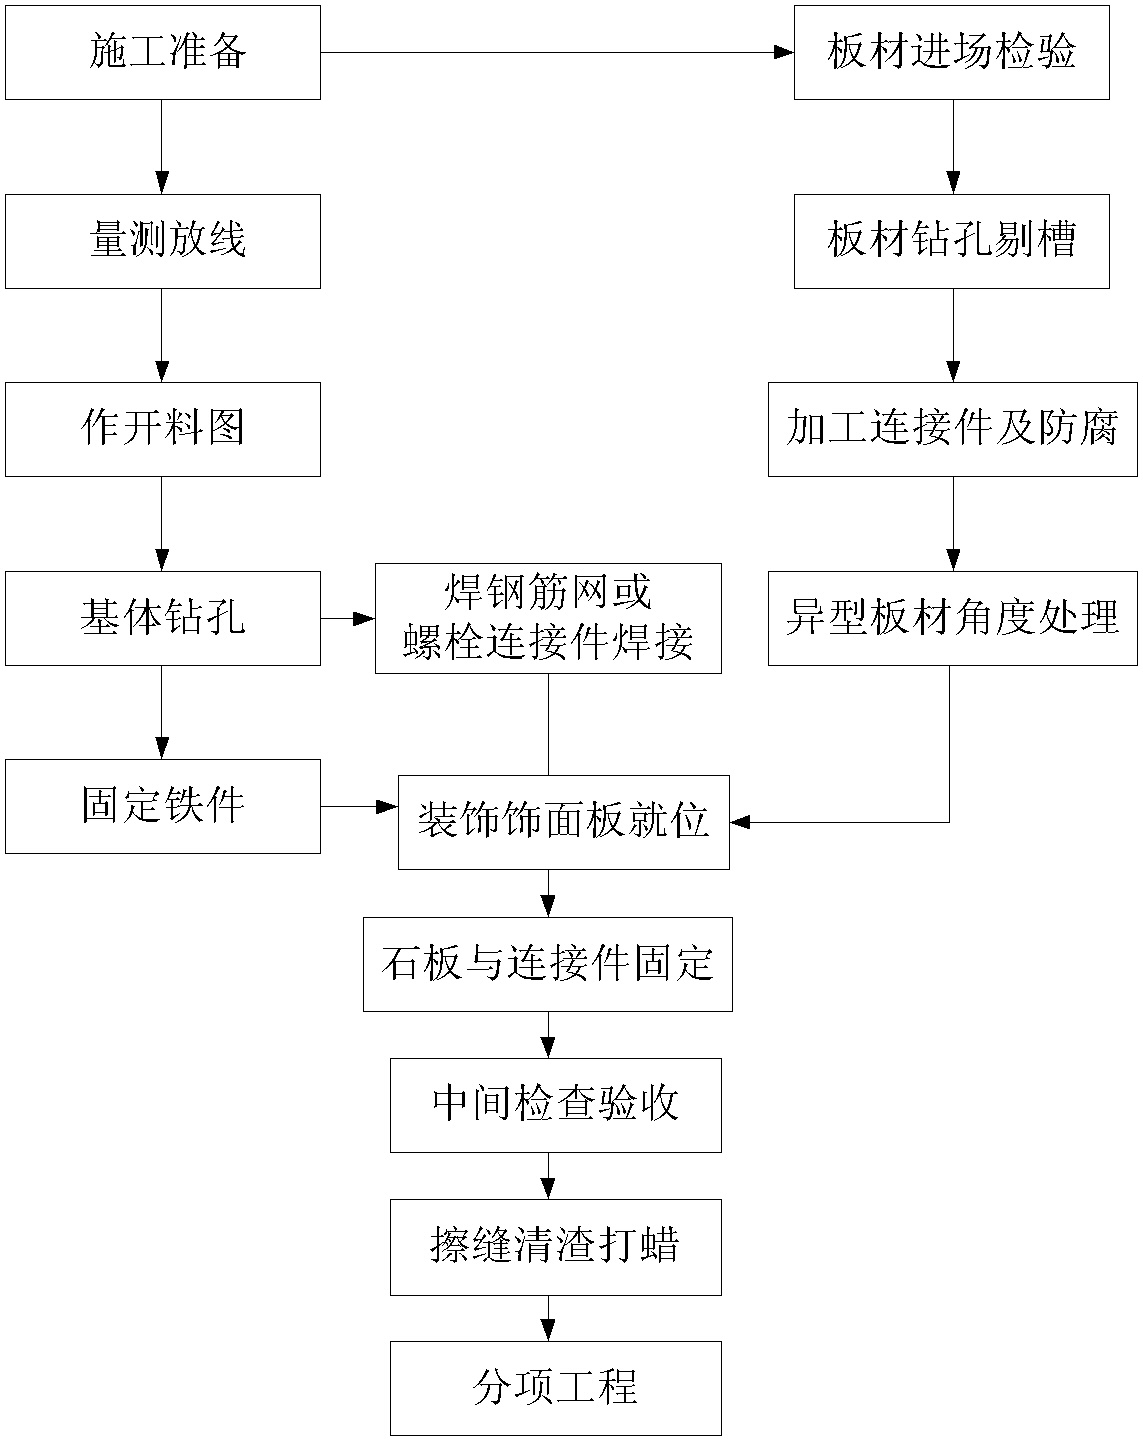 施工准备
板材进场检验
量测放线
板材钻孔剔槽
作开料图
加工连接件及防腐
基体钻孔
焊钢筋网或
螺栓连接件焊接
异型板材角度处理
固定铁件
装饰饰面板就位
石板与连接件固定
中间检查验收
擦缝清渣打蜡
分项工程